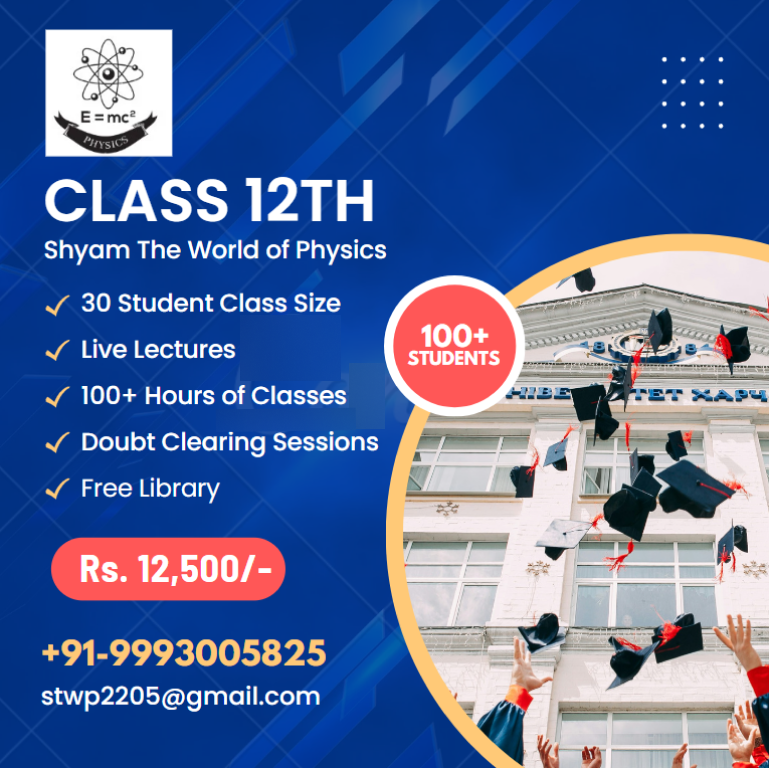 E = mc²
PHYSICS
CLASS 12TH
Shyam The World of Physics
30 Student Class Size
Live Lectures
100+ Hours of Classes
Doubt Clearing Sessions
Free Library
100+
STUDENTS
Rs. 12,500/-
+91-9993005825
stwp2205@gmail.com